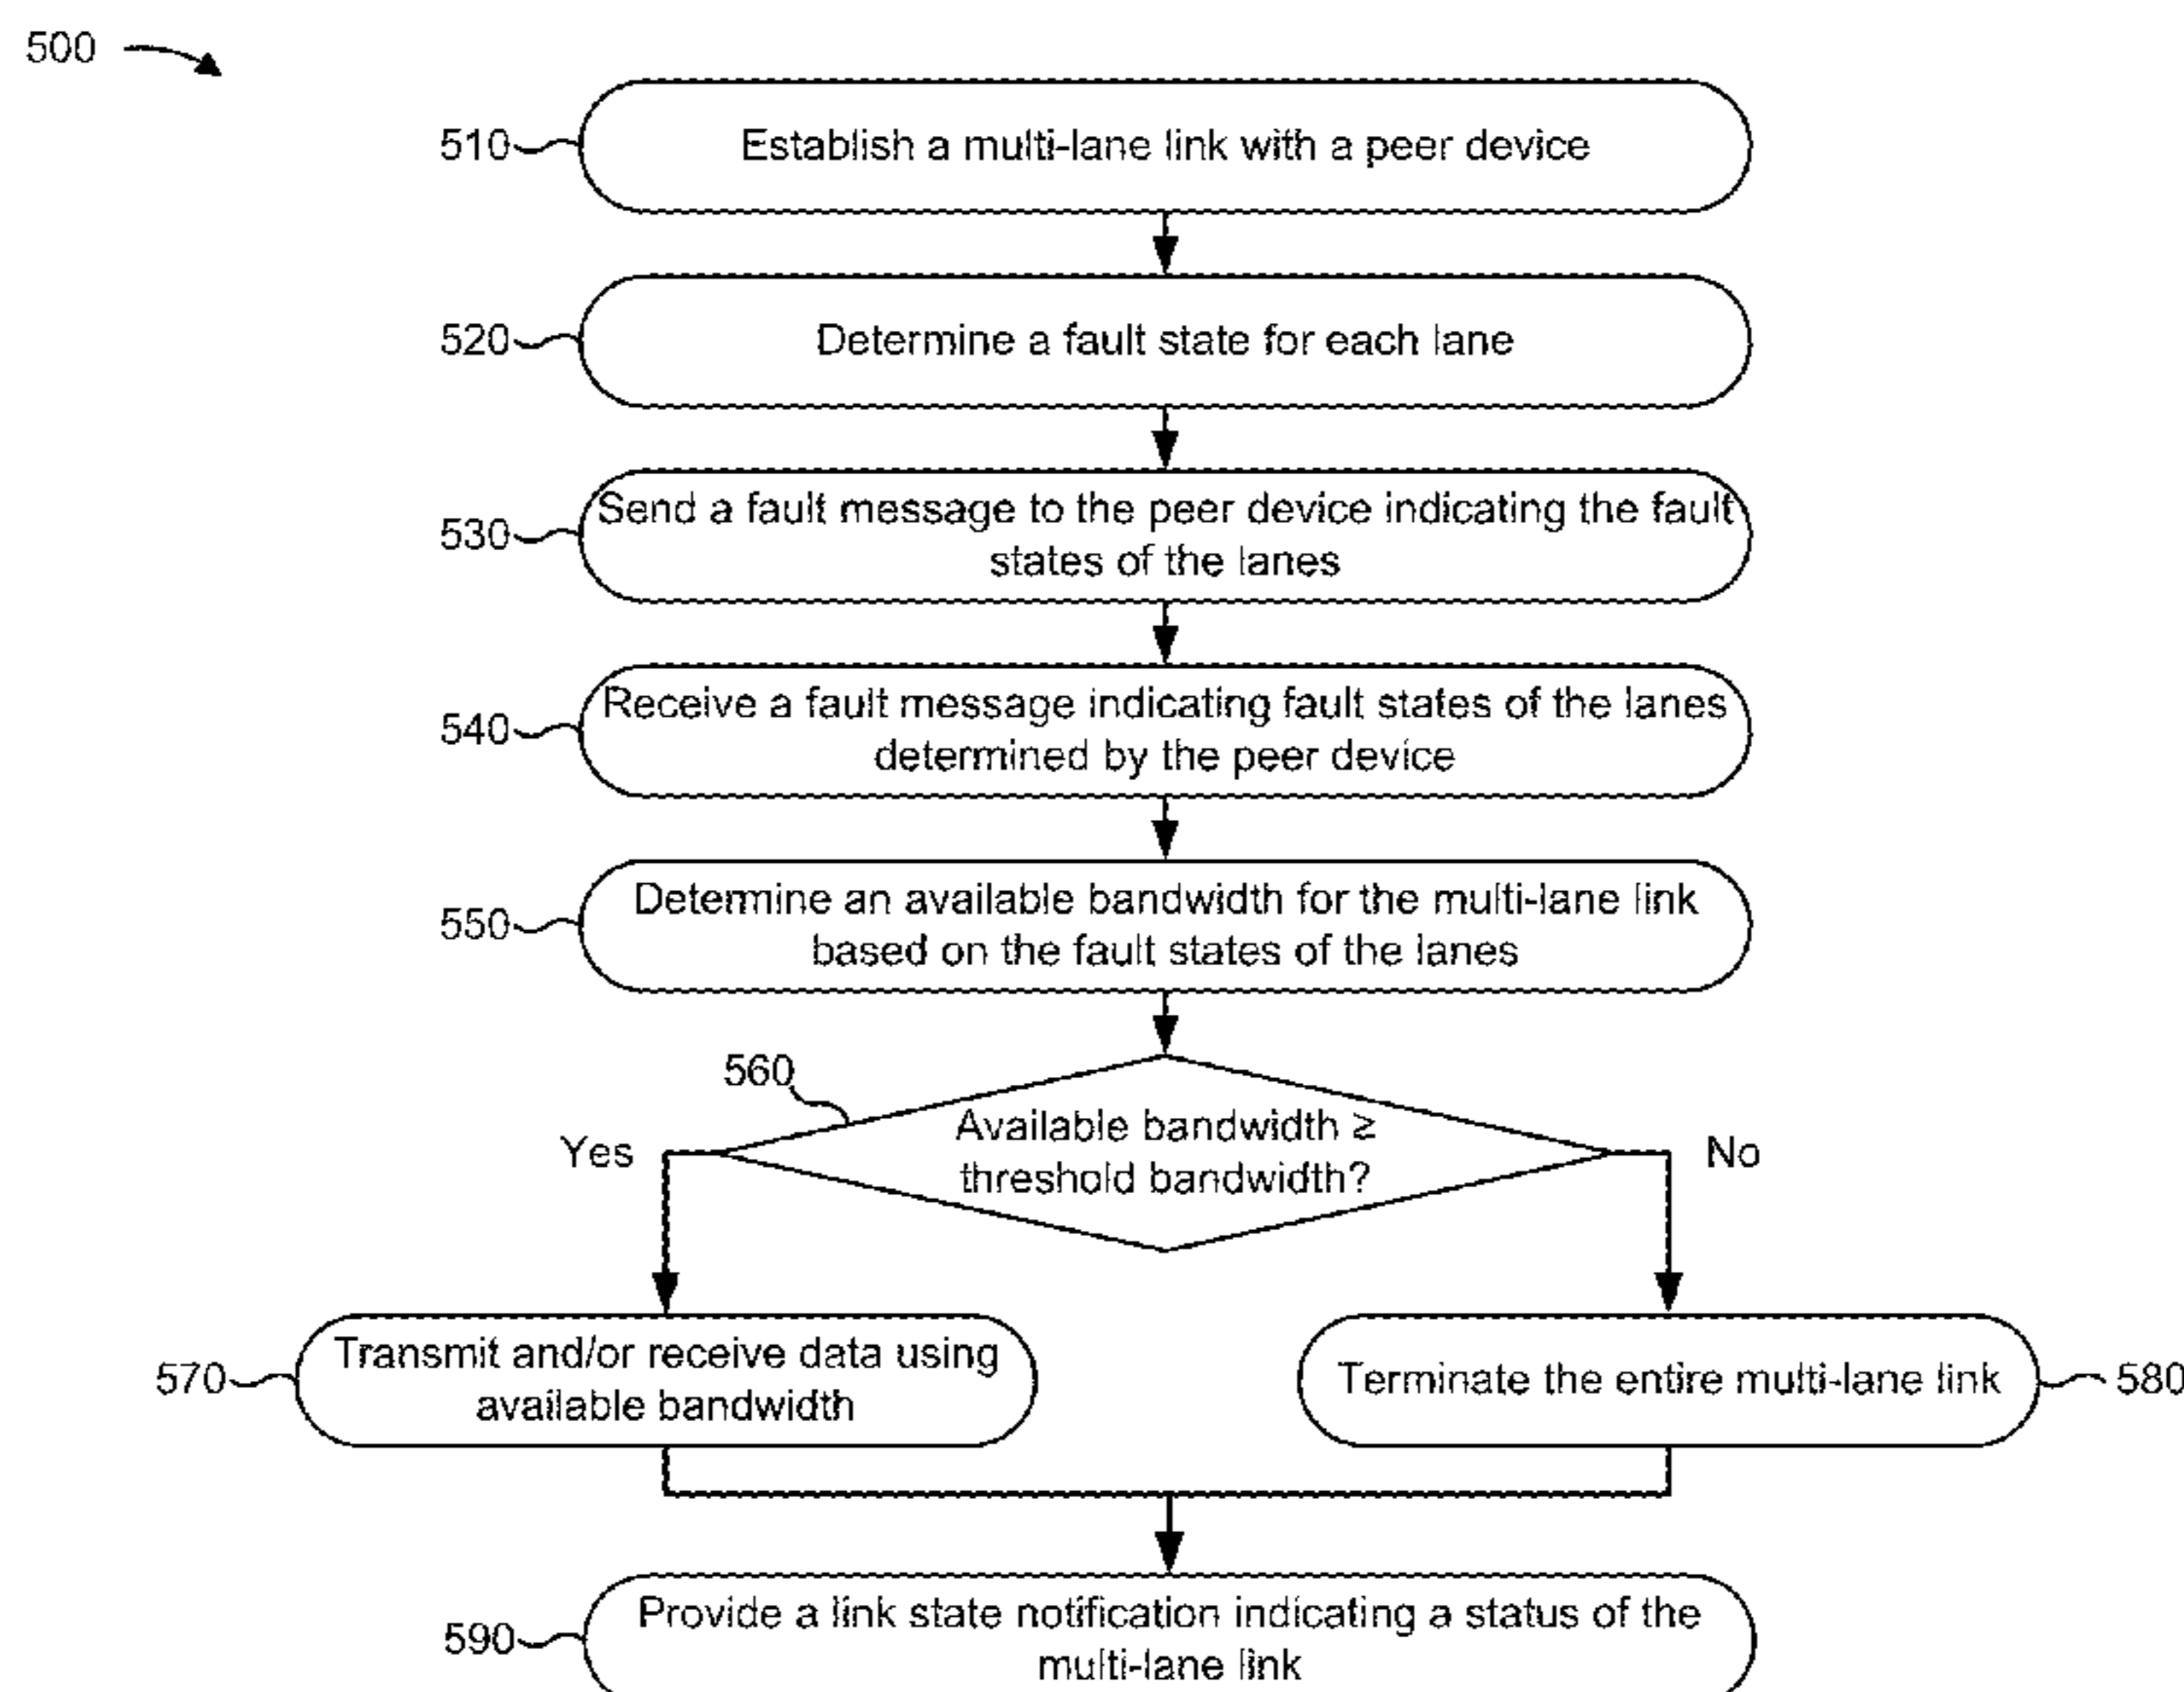 500
510
Establish a multi-lane link with a peer device
520
Determine a fault state for each lane
530
Send a fault message to the peer device indicating the fault
states of the lanes
540
Receive a fault message indicating fault states of the lanes
determined by the peer device
550
Determine an available bandwidth for the multi-lane link
based on the fault states of the lanes
560
Available bandwidth ≥
threshold bandwidth?
Yes
No
570
Transmit and/or receive data using
available bandwidth
Terminate the entire multi-lane link
580
590
Provide a link state notification indicating a status of the
multi-lane link